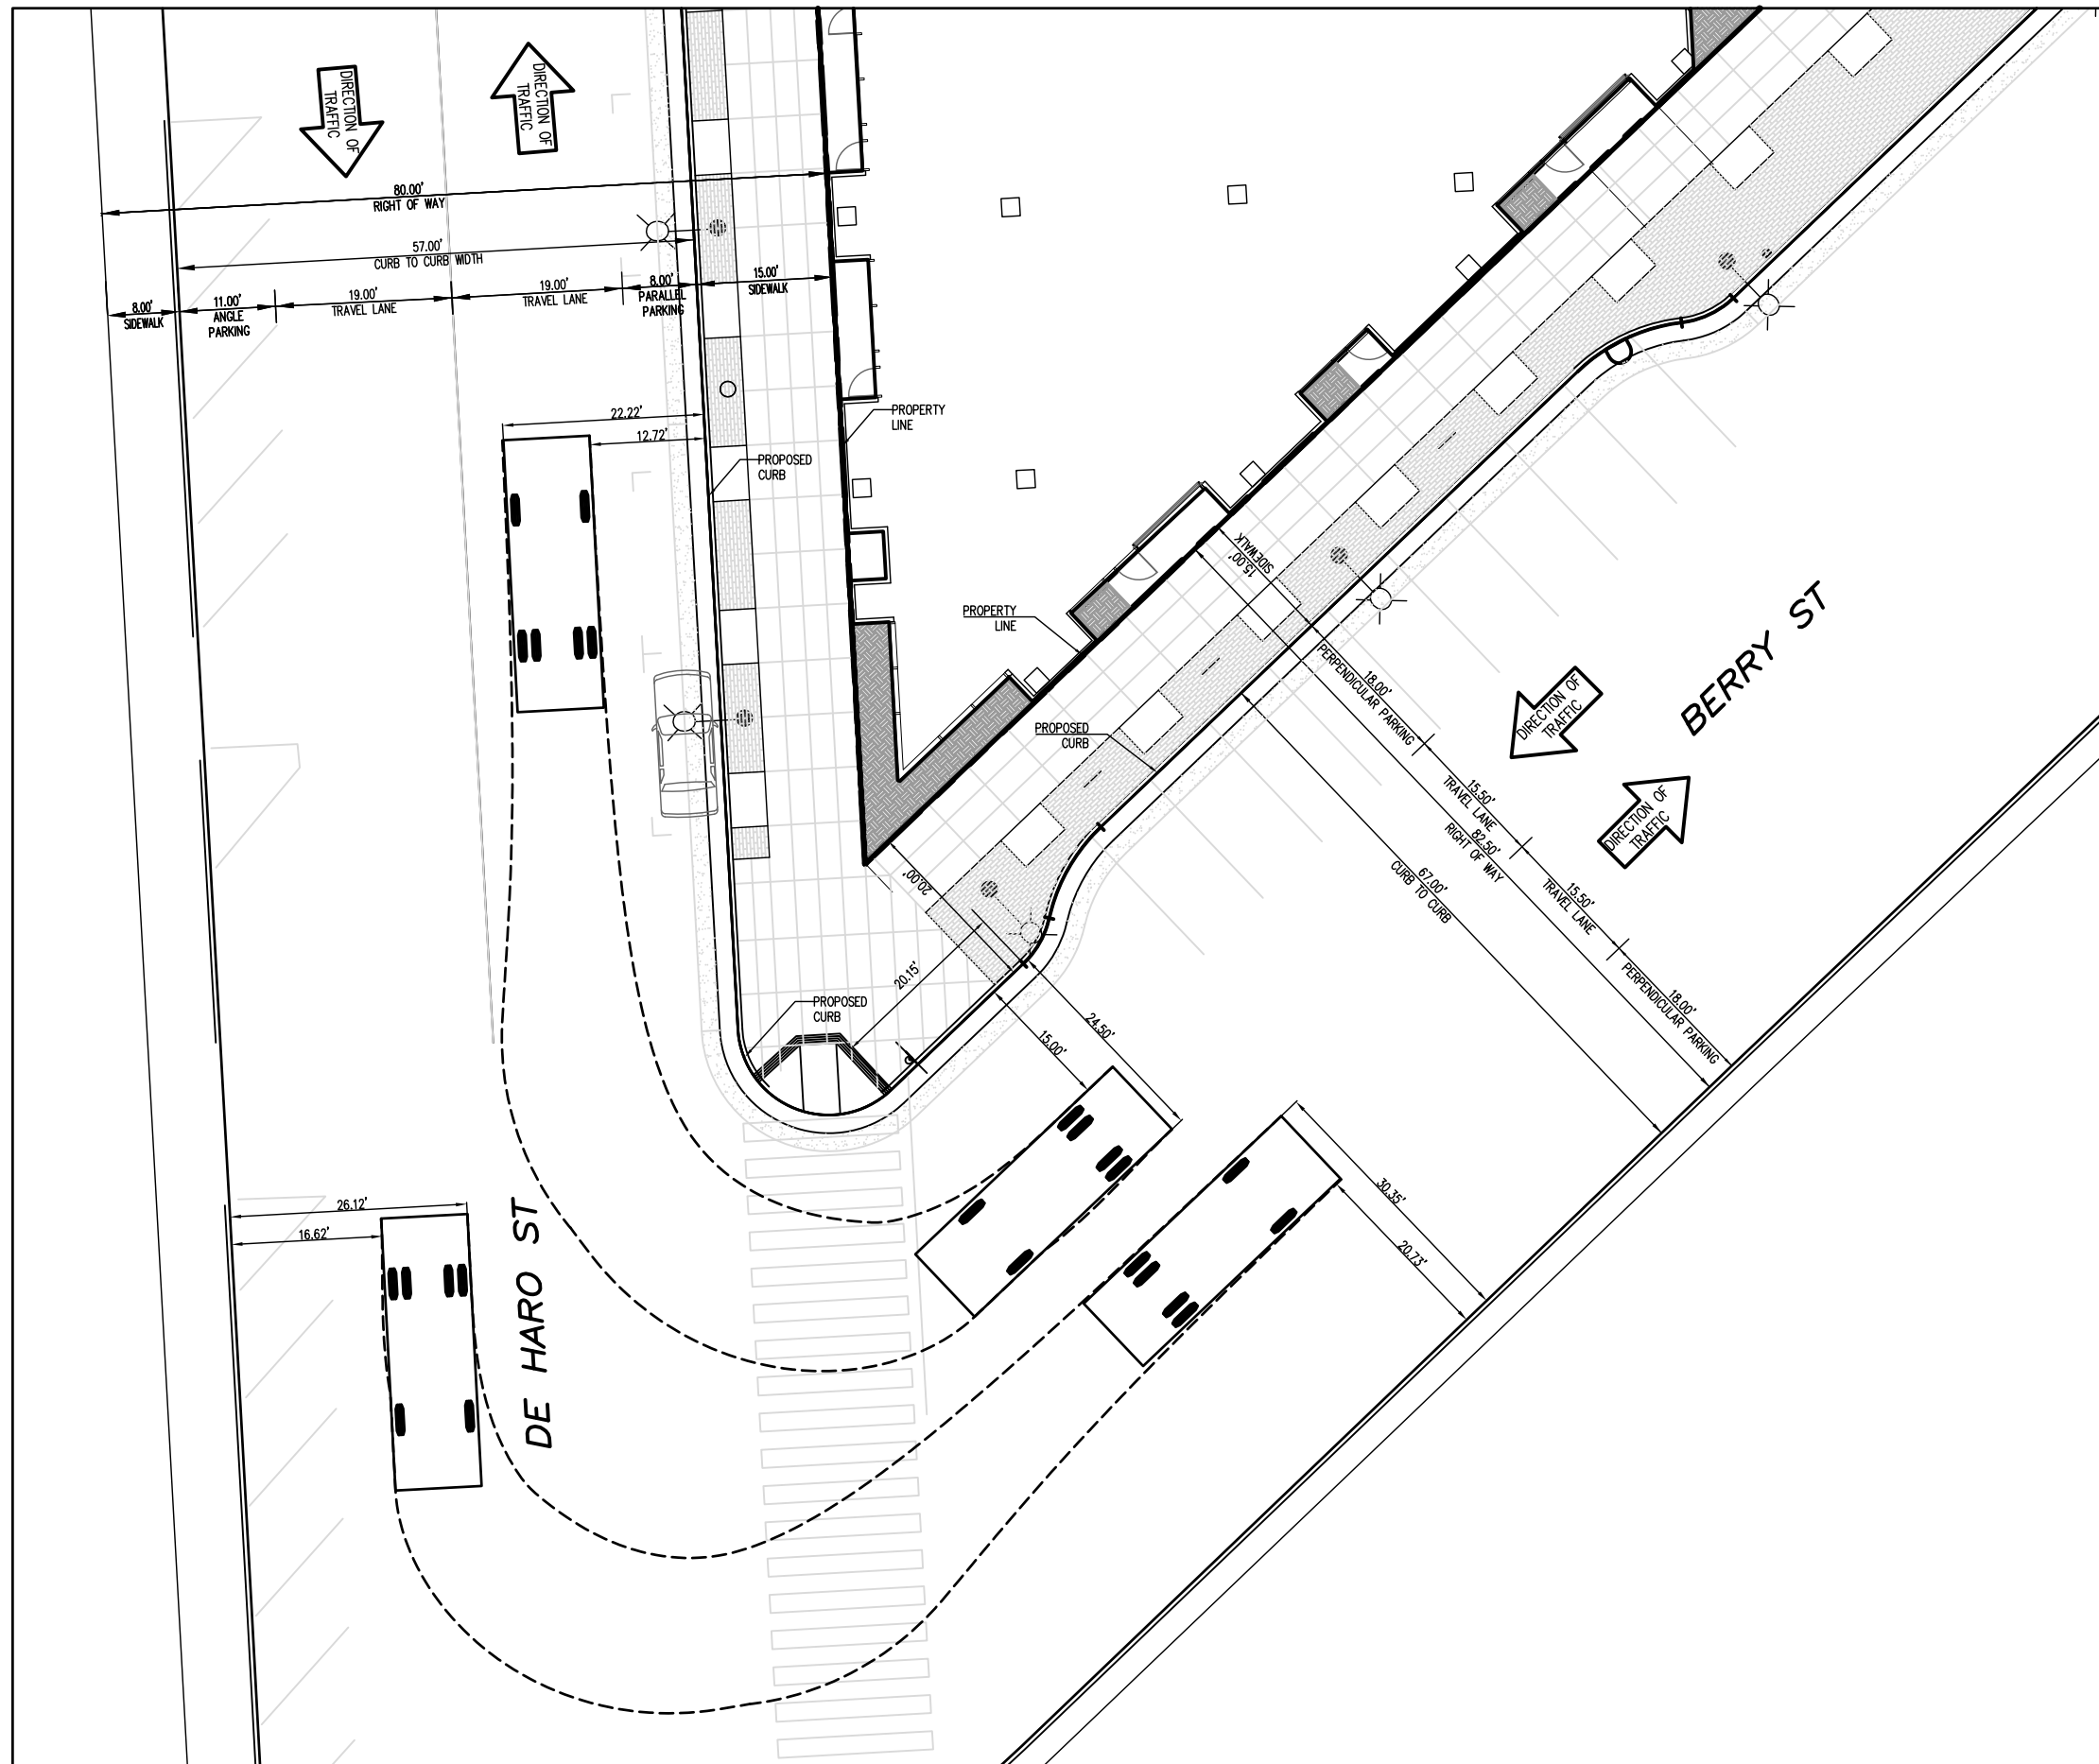 DIRECTION OF
TRAFFIC
DIRECTION OF
TRAFFIC
80.00'
RIGHT OF WAY
57.00'
CURB TO CURB WIDTH
8.00'
SIDEWALK
11.00'
ANGLE
PARKING
19.00'
TRAVEL LANE
19.00'
TRAVEL LANE
8.00'
PARALLEL
PARKING
15.00'
SIDEWALK
22.22'
12.72'
PROPERTY
LINE
PROPOSED
CURB
15.00'
SIDEWALK
PROPERTY
LINE
PROPOSED
CURB
18.00'
PERPENDICULAR PARKING
15.50'
TRAVEL LANE
82.50'
RIGHT OF WAY
67.00'
CURB TO CURB
15.50'
TRAVEL LANE
18.00'
PERPENDICULAR PARKING
DIRECTION OF
TRAFFIC
DIRECTION OF
TRAFFIC
BERRY ST
20.00'
20.15'
PROPOSED
CURB
24.50'
15.00'
30.35'
20.73'
26.12'
16.62'
DE HARO ST